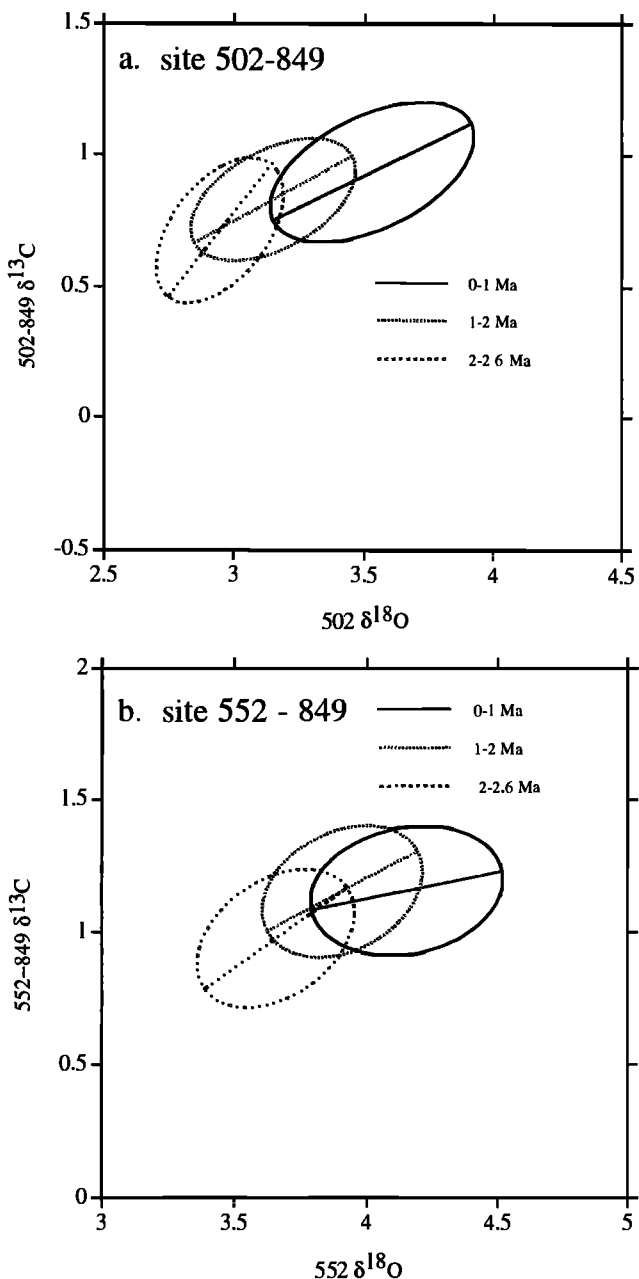 1.5
a. site 502-849
1
0.5
0
-0.5
502-849 δ13C
0-1 Ma
1-2 Ma
2-2 6 Ma
2.5 3 3.5 4 4.5
502 δ18O
2
b. site 552 - 849
1.5
1
0.5
0
552–849 δ13C
0-1 Ma
1-2 Ma
2-2.6 Ma
3 3.5 4 4.5 5
552 δ18O